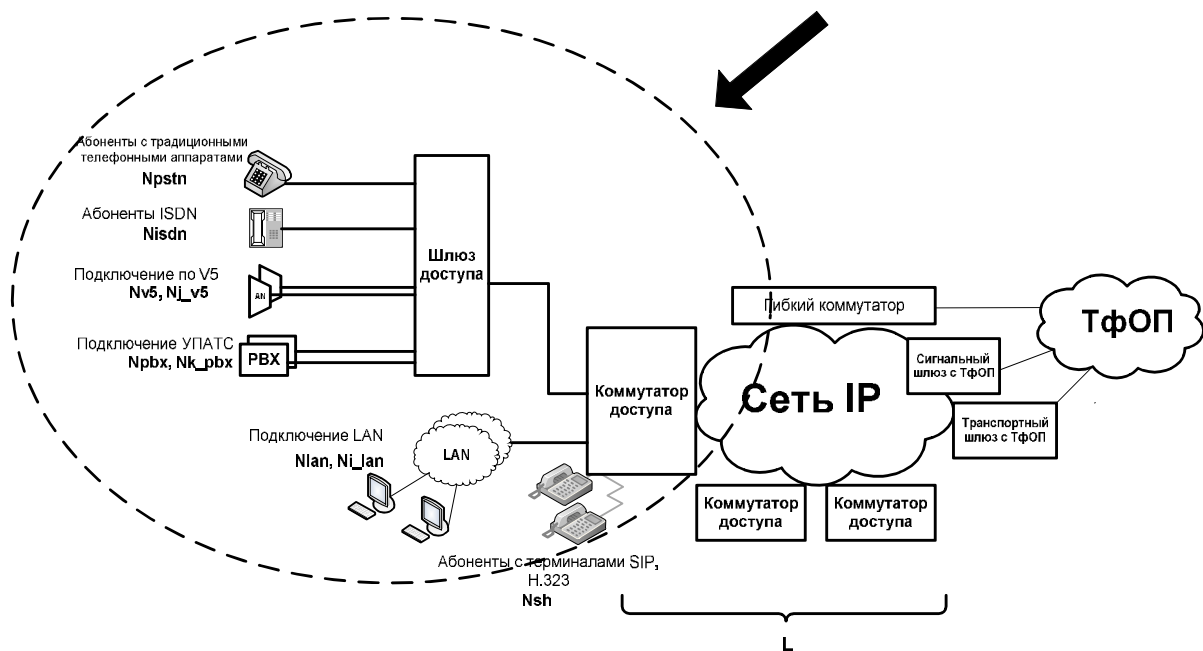 Абоненты с традиционными
телефонными аппаратами
Npstn
Абоненты ISDN
Nisdn
Подключение по V5
Nv5, Nj_v5
AN
Подключение УПАТС
Npbx, Nk_pbx
PBX
Шлюз
доступа
Подключение LAN
Nlan, Ni_lan
LAN
Абоненты с терминалами SIP,
H.323
Nsh
Коммутатор
доступа
Гибкий коммутатор
Сеть IP
ТфОП
Сигнальный
шлюз с ТфОП
Транспортный
шлюз с ТфОП
Коммутатор
доступа
Коммутатор
доступа
L